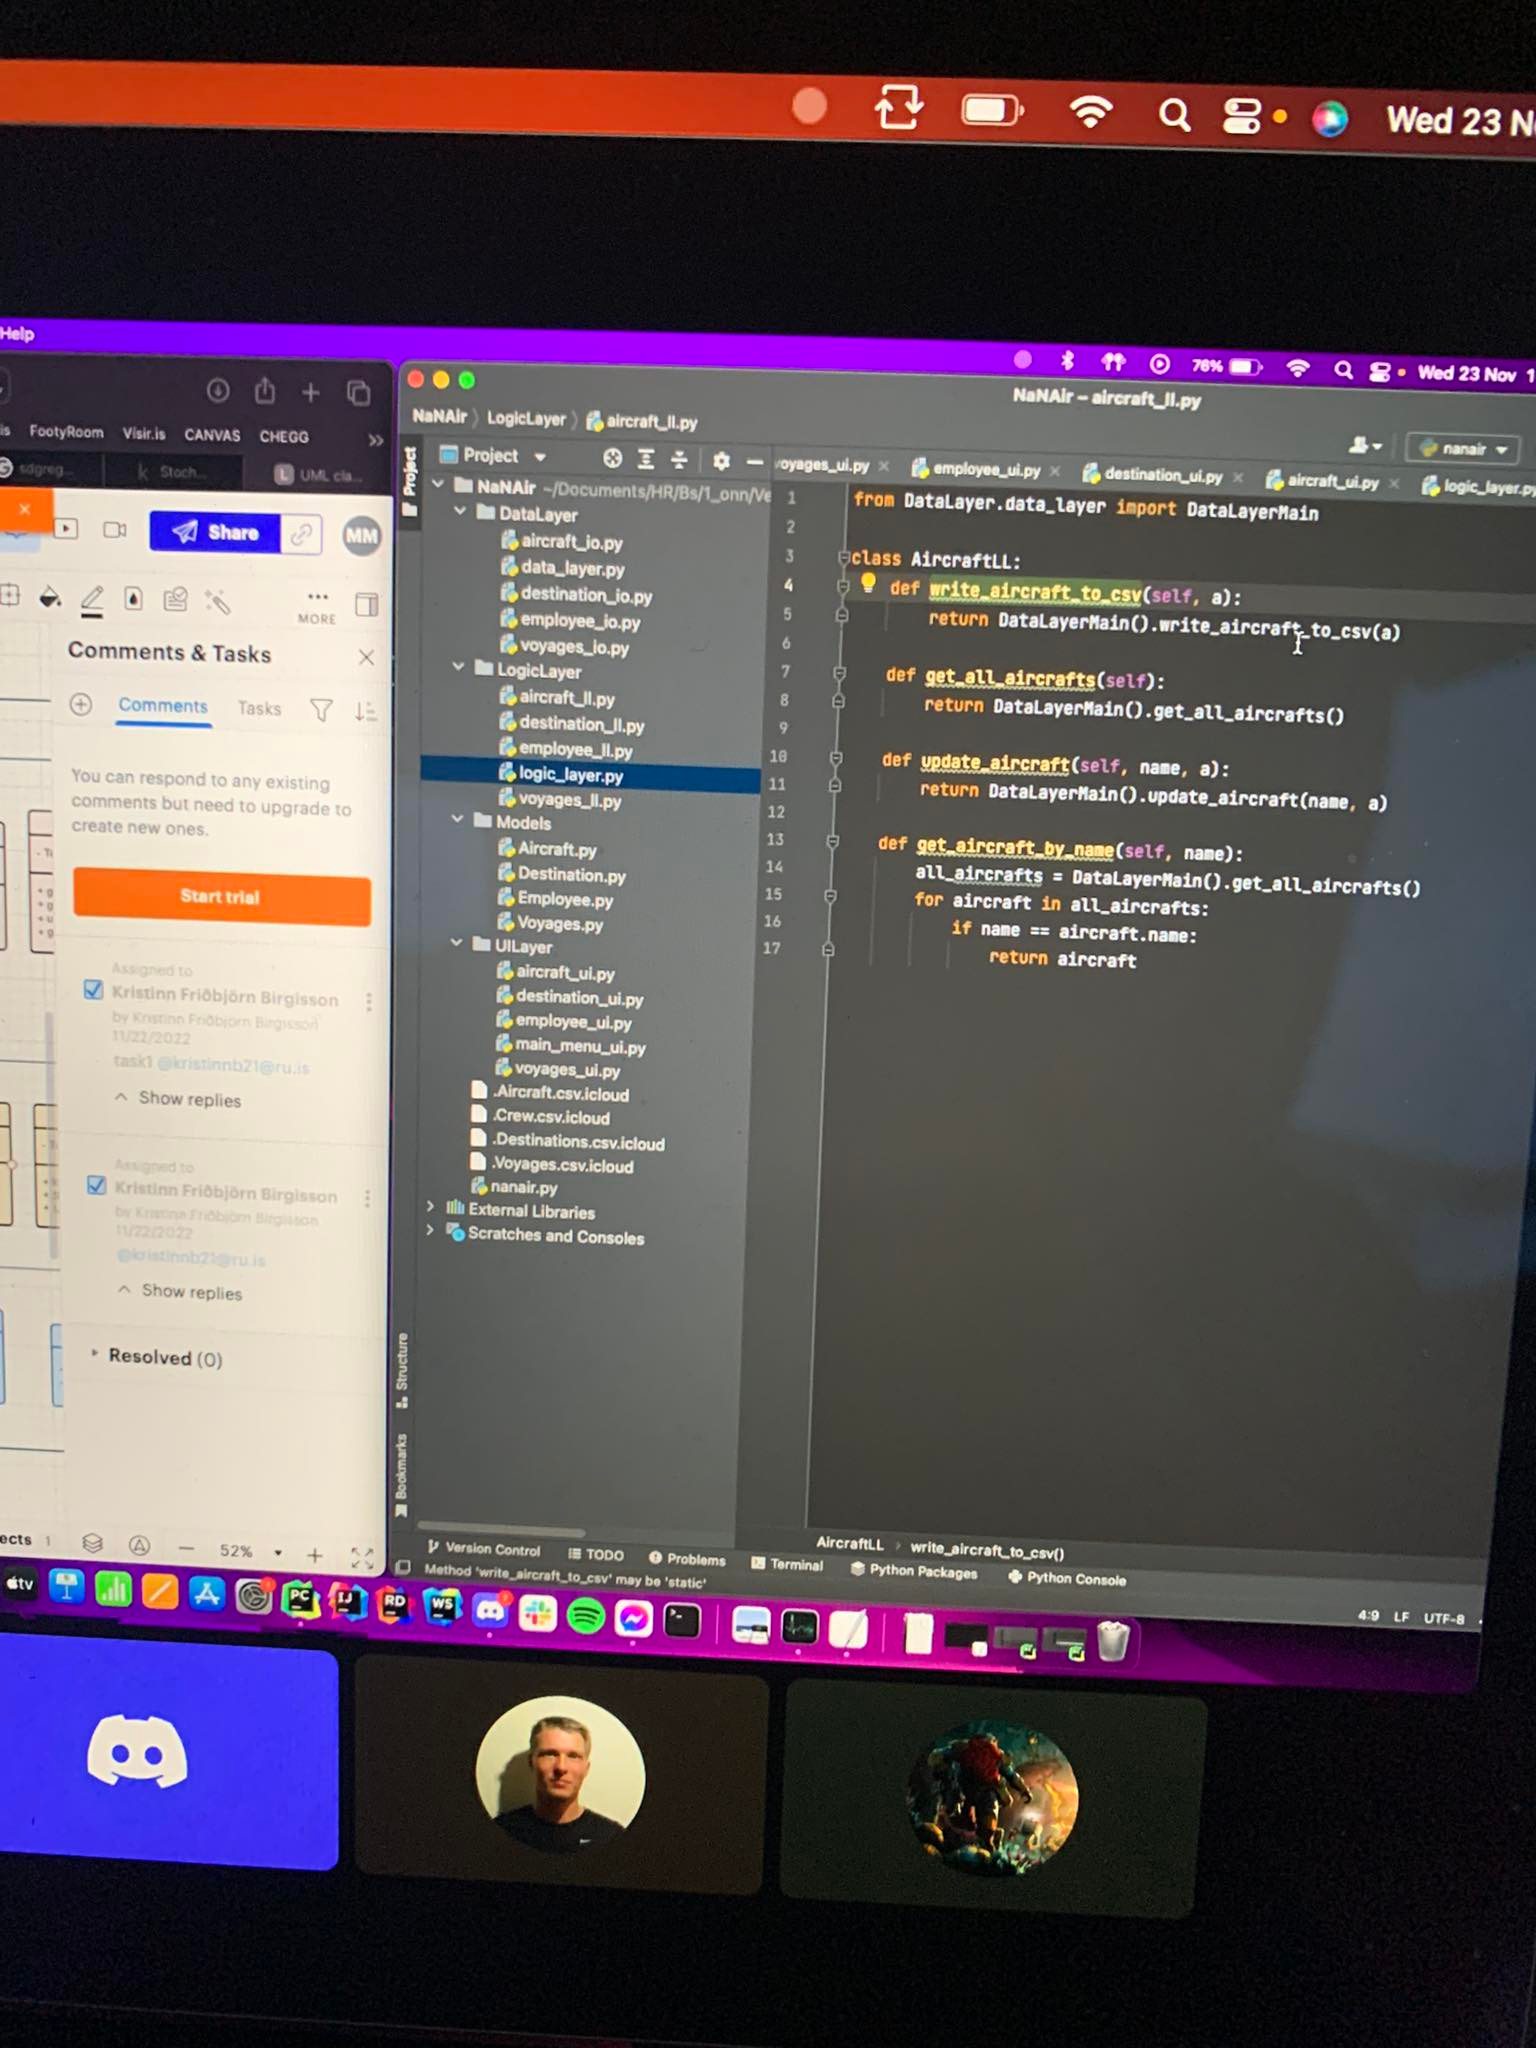 Wed 23 N
Help
76%
Wed 23 Nov 1
is FootyRoom Vísir.is CANVAS CHEGG »
sdgreg... Stoch... UML cla...
Share
MM
MORE
Comments & Tasks
Comments Tasks
You can respond to any existing
comments but need to upgrade to
create new ones.
Start trial
Assigned to
Kristinn Friðbjörn Birgisson
by Kristinn Friðbjörn Birgisson
11/22/2022
task1 @kristinnb21@ru.is
Show replies
Assigned to
Kristinn Friðbjörn Birgisson
by Kristinn Friðbjörn Birgisson
11/22/2022
@kristinnb21@ru.is
Show replies
Resolved (0)
ects 1
52%
NaNAir – aircraft_ll.py
NaNAir LogicLayer aircraft_ll.py
nanair
Project
Project
NaNAir ~/Documents/HR/Bs/1_onn/Ve
DataLayer
aircraft_io.py
data_layer.py
destination_io.py
employee_io.py
voyages_io.py
LogicLayer
aircraft_ll.py
destination_ll.py
employee_ll.py
logic_layer.py
voyages_ll.py
Models
Aircraft.py
Destination.py
Employee.py
Voyages.py
UILayer
aircraft_ui.py
destination_ui.py
employee_ui.py
main_menu_ui.py
voyages_ui.py
.Aircraft.csv.icloud
.Crew.csv.icloud
.Destinations.csv.icloud
.Voyages.csv.icloud
nanair.py
External Libraries
Scratches and Consoles
Structure
Bookmarks
voyages_ui.py employee_ui.py destination_ui.py aircraft_ui.py logic_layer.py
1 from DataLayer.data_layer import DataLayerMain
2
3 class AircraftLL:
4 def write_aircraft_to_csv(self, a):
5 return DataLayerMain().write_aircraft_to_csv(a)
6
7 def get_all_aircrafts(self):
8 return DataLayerMain().get_all_aircrafts()
9
10 def update_aircraft(self, name, a):
11 return DataLayerMain().update_aircraft(name, a)
12
13 def get_aircraft_by_name(self, name):
14 all_aircrafts = DataLayerMain().get_all_aircrafts()
15 for aircraft in all_aircrafts:
16 if name == aircraft.name:
17 return aircraft
AircraftLL › write_aircraft_to_csv()
Version Control TODO Problems Terminal Python Packages Python Console
Method 'write_aircraft_to_csv' may be 'static'
4:9 LF UTF-8
tv PC IJ RD WS